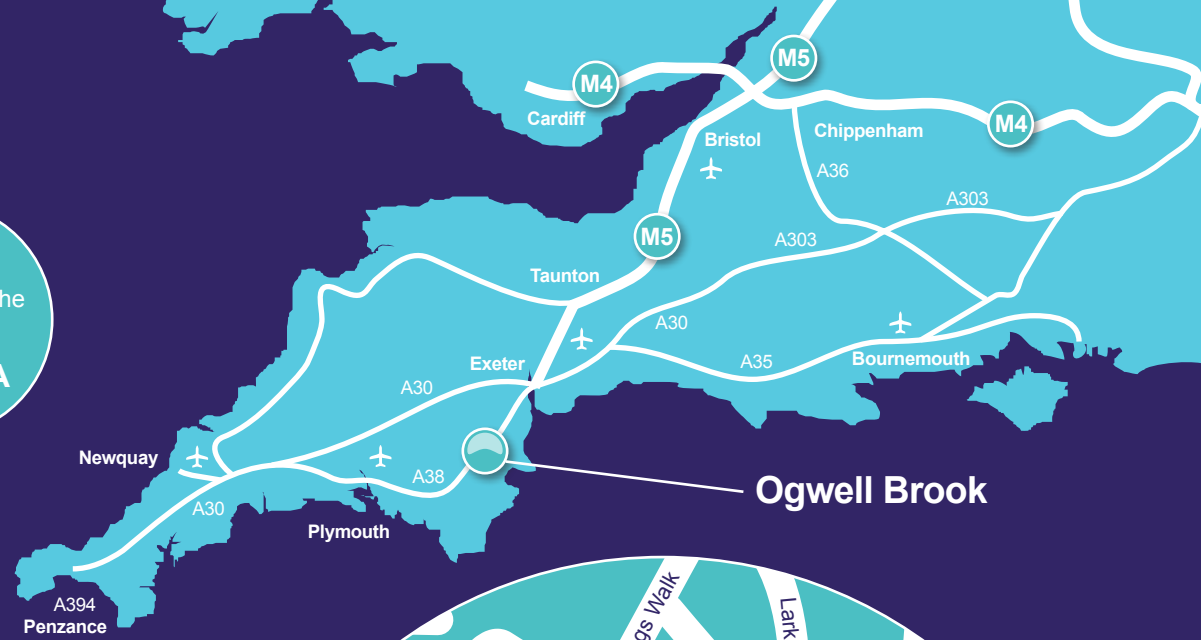 M5
M4
Cardiff
Bristol
Chippenham
M4
A36
A303
M5
A303
he
Taunton
A30
A
Exeter
A35
Bournemouth
A30
Newquay
A38
A30
Ogwell Brook
Plymouth
A394
Penzance
gs Walk
Lark